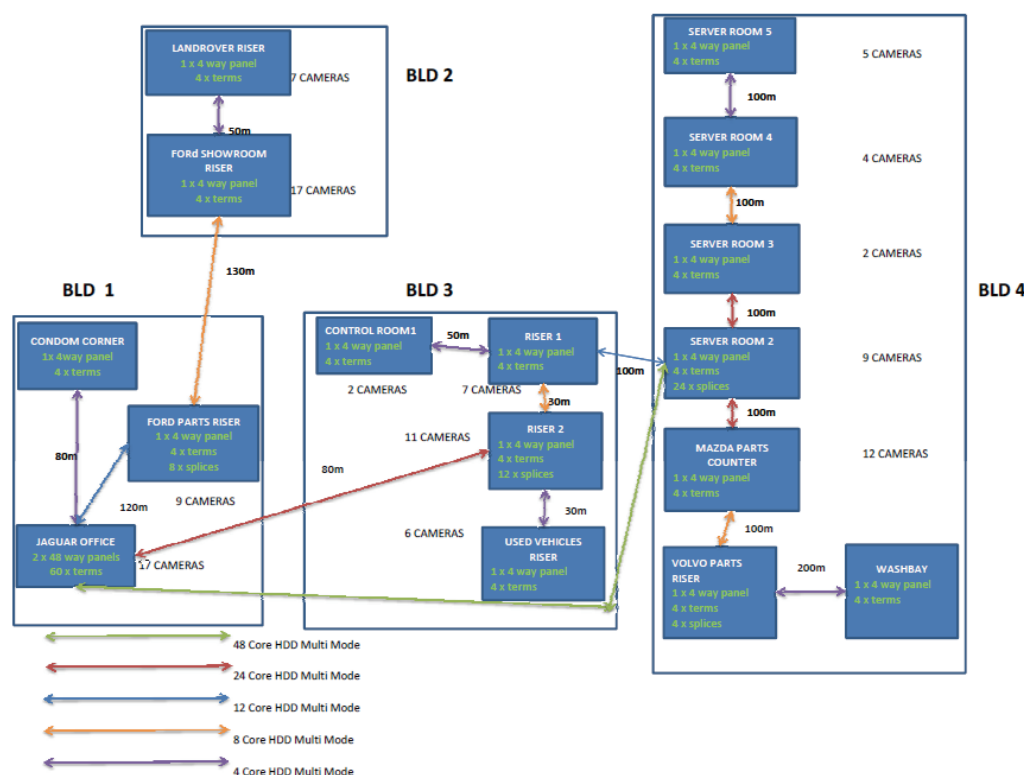 LANDROVER RISER
1 x 4 way panel
4 x terms
7 CAMERAS
BLD 2
50m
FORd SHOWROOM
RISER
1 x 4 way panel
4 x terms
17 CAMERAS
130m
BLD 1
CONDOM CORNER
1x 4way panel
4 x terms
FORD PARTS RISER
1 x 4 way panel
4 x terms
8 x splices
80m
120m
9 CAMERAS
JAGUAR OFFICE
2 x 48 way panels
60 x terms
17 CAMERAS
BLD 3
CONTROL ROOM1
1 x 4 way panel
4 x terms
2 CAMERAS
50m
RISER 1
1 x 4 way panel
4 x terms
7 CAMERAS
100m
30m
11 CAMERAS
RISER 2
1 x 4 way panel
4 x terms
12 x splices
80m
30m
6 CAMERAS
USED VEHICLES
RISER
1 x 4 way panel
4 x terms
SERVER ROOM 5
1 x 4 way panel
4 x terms
5 CAMERAS
100m
SERVER ROOM 4
1 x 4 way panel
4 x terms
4 CAMERAS
100m
SERVER ROOM 3
1 x 4 way panel
4 x terms
2 CAMERAS
BLD 4
100m
SERVER ROOM 2
1 x 4 way panel
4 x terms
24 x splices
9 CAMERAS
100m
MAZDA PARTS
COUNTER
1 x 4 way panel
4 x terms
12 CAMERAS
100m
VOLVO PARTS
RISER
1 x 4 way panel
4 x terms
4 x splices
200m
WASHBAY
1 x 4 way panel
4 x terms
48 Core HDD Multi Mode
24 Core HDD Multi Mode
12 Core HDD Multi Mode
8 Core HDD Multi Mode
4 Core HDD Multi Mode